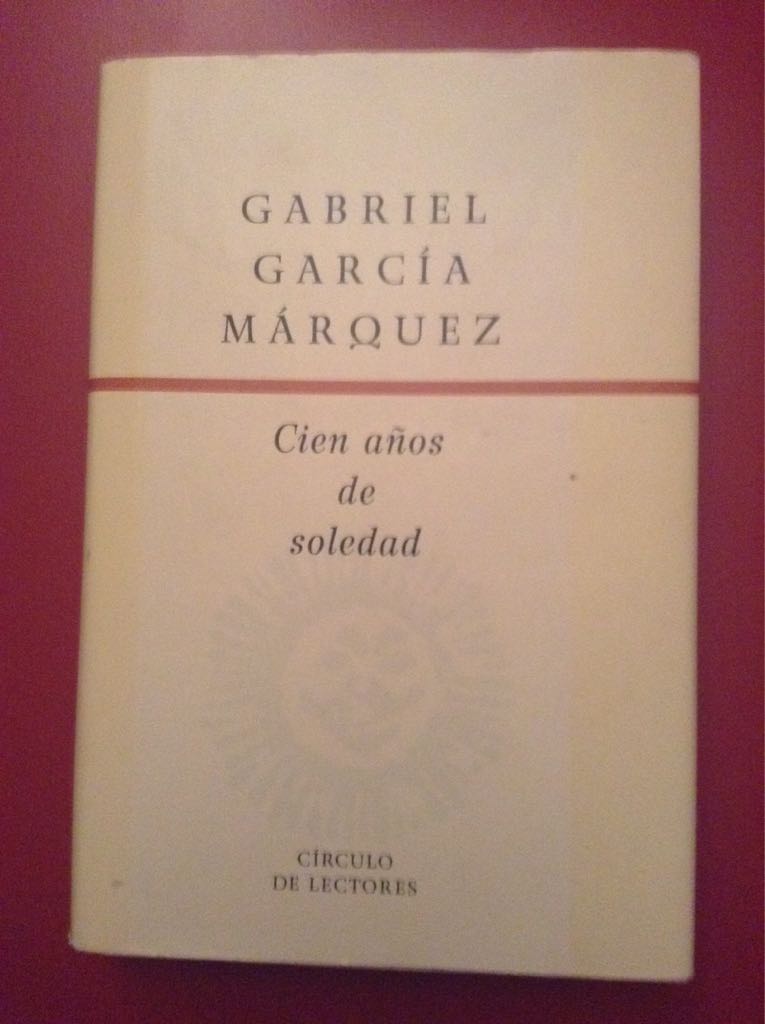 GABRIEL
GARCÍA
MÁRQUEZ
Cien años
de
soledad
CÍRCULO
DE LECTORES